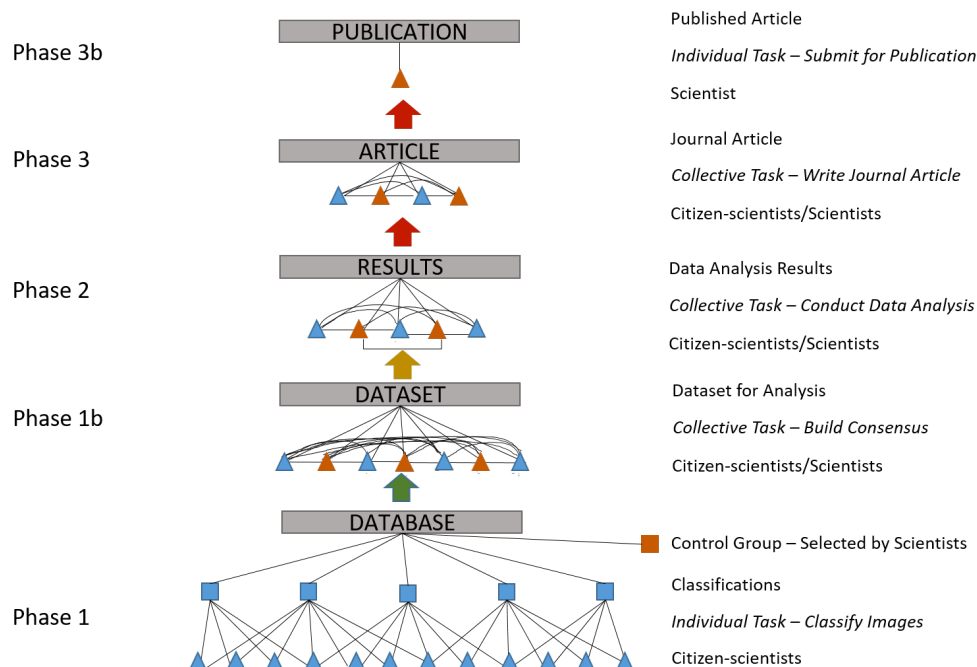 PUBLICATION
Published Article
Phase 3b
Individual Task – Submit for Publication
Scientist
Journal Article
Phase 3
ARTICLE
Collective Task – Write Journal Article
Citizen-scientists/Scientists
RESULTS
Data Analysis Results
Phase 2
Collective Task – Conduct Data Analysis
Citizen-scientists/Scientists
DATASET
Dataset for Analysis
Phase 1b
Collective Task – Build Consensus
Citizen-scientists/Scientists
DATABASE
Control Group – Selected by Scientists
Classifications
Phase 1
Individual Task – Classify Images
Citizen-scientists